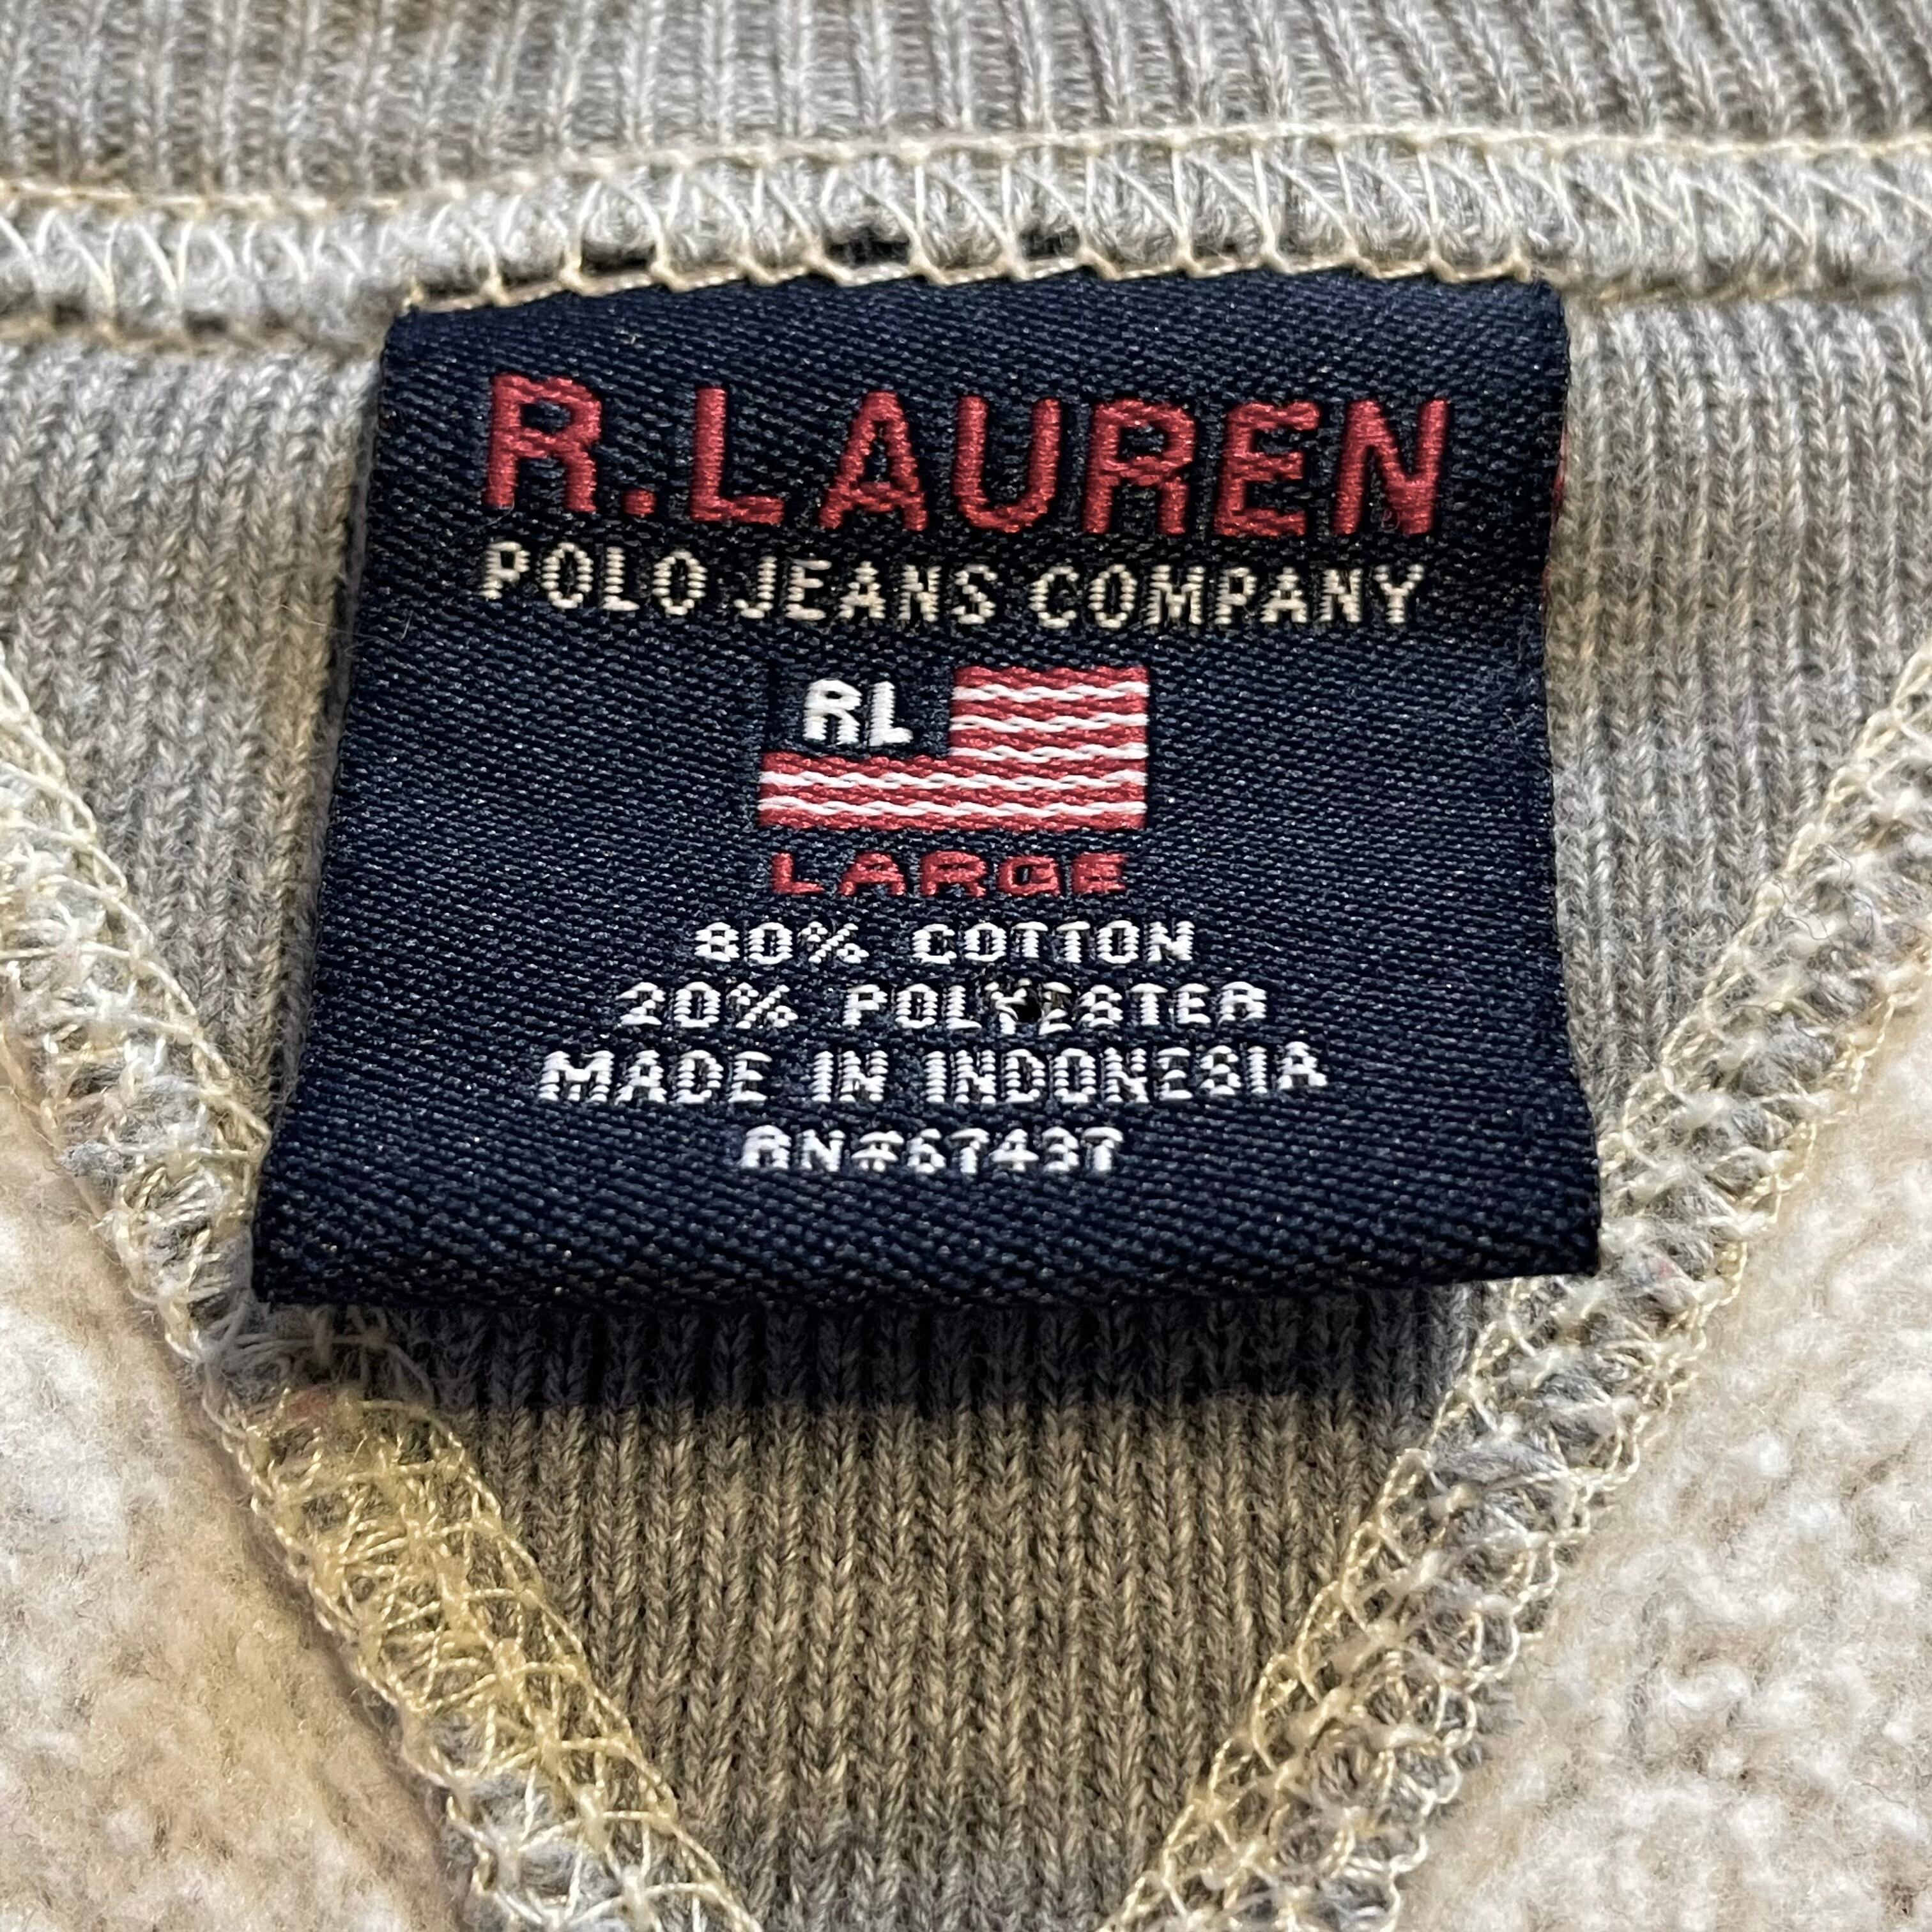 R.LAUREN
POLO JEANS COMPANY
RL
LARGE
80% COTTON
20% POLYESTER
MADE IN INDONESIA
RN#67437